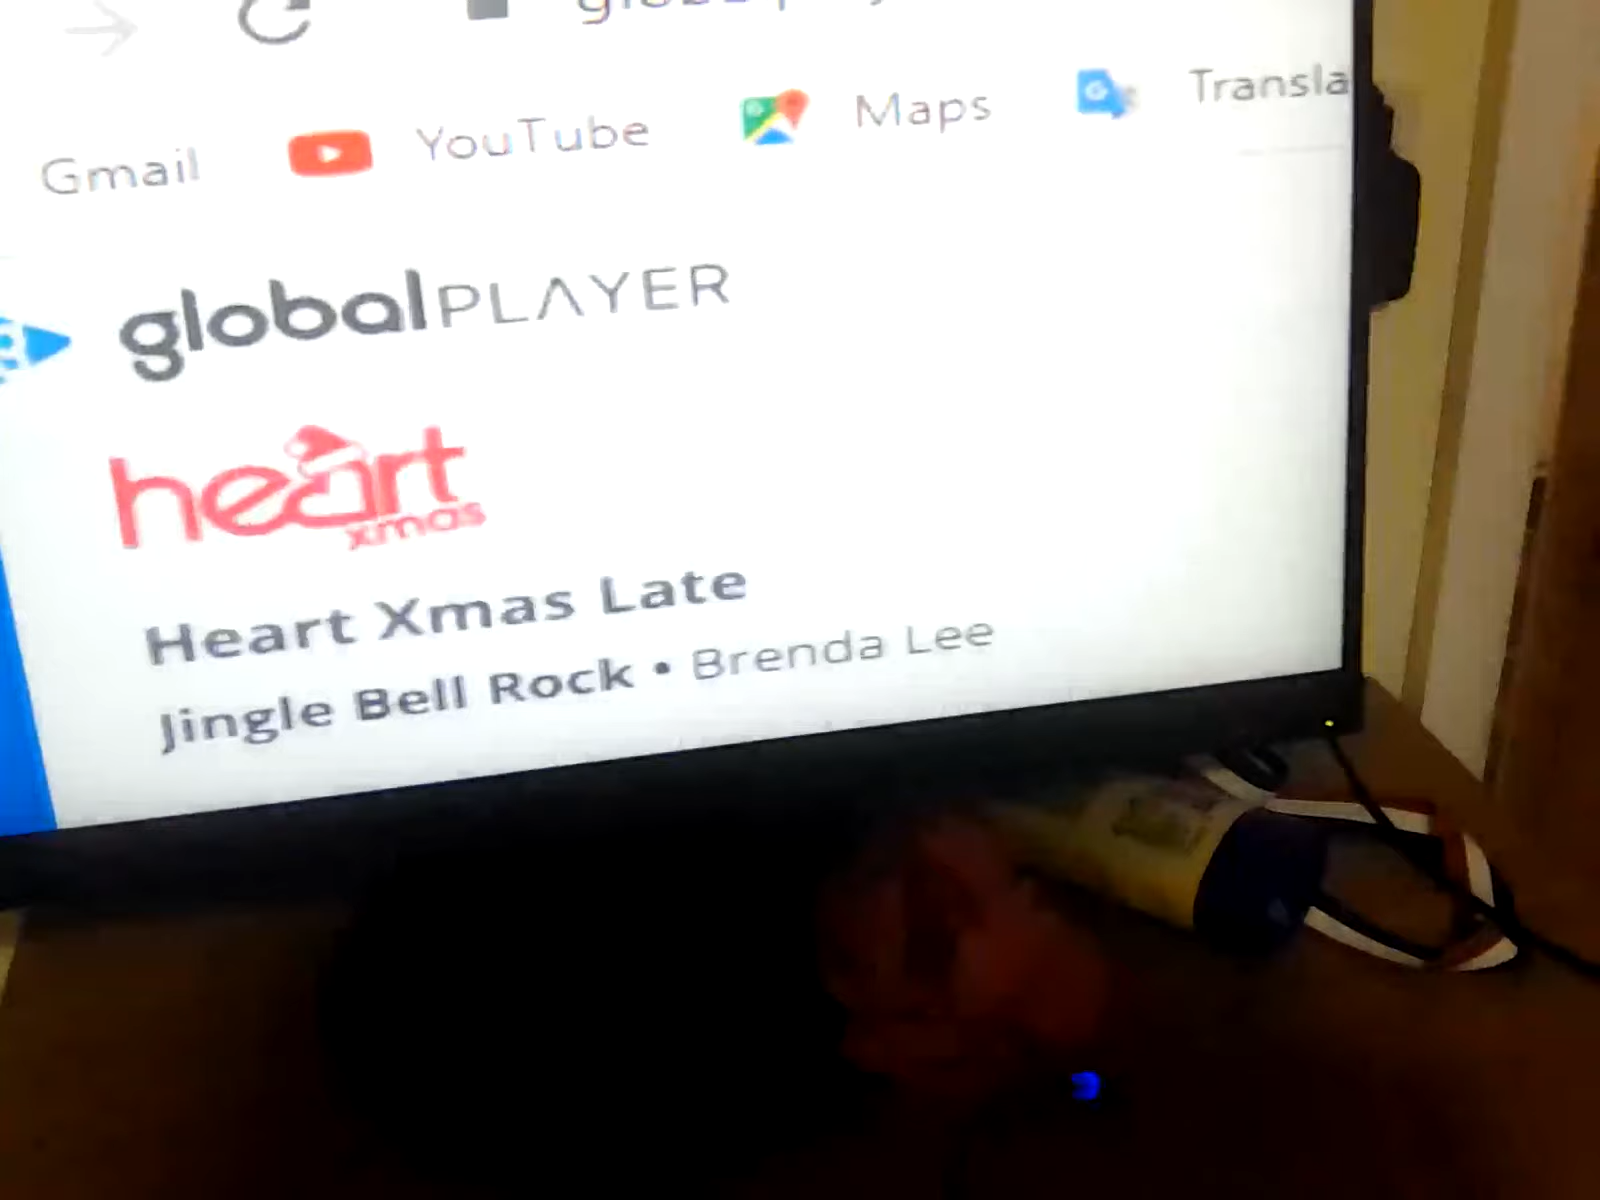 Gmail YouTube Maps Transla
globalPLAYER
heart
xmas
Heart Xmas Late
Jingle Bell Rock • Brenda Lee